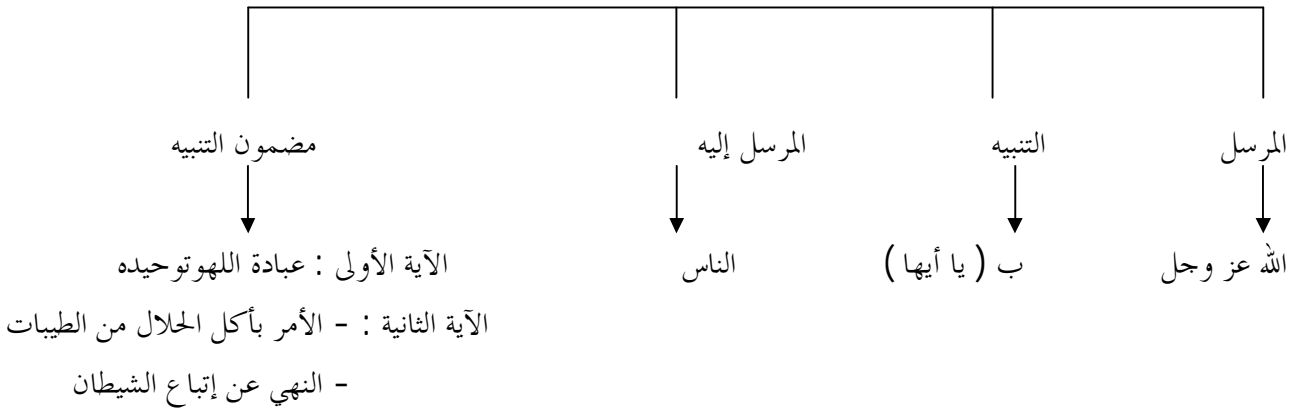 المرسل التنبيه المرسل إليه مضمون التنبيه
الله عز وجل ب ( يا أيها ) الناس الآية الأولى : عبادة اللهوتوحيده
الآية الثانية : - الأمر بأكل الحلال من الطيبات
- النهي عن إتباع الشيطان